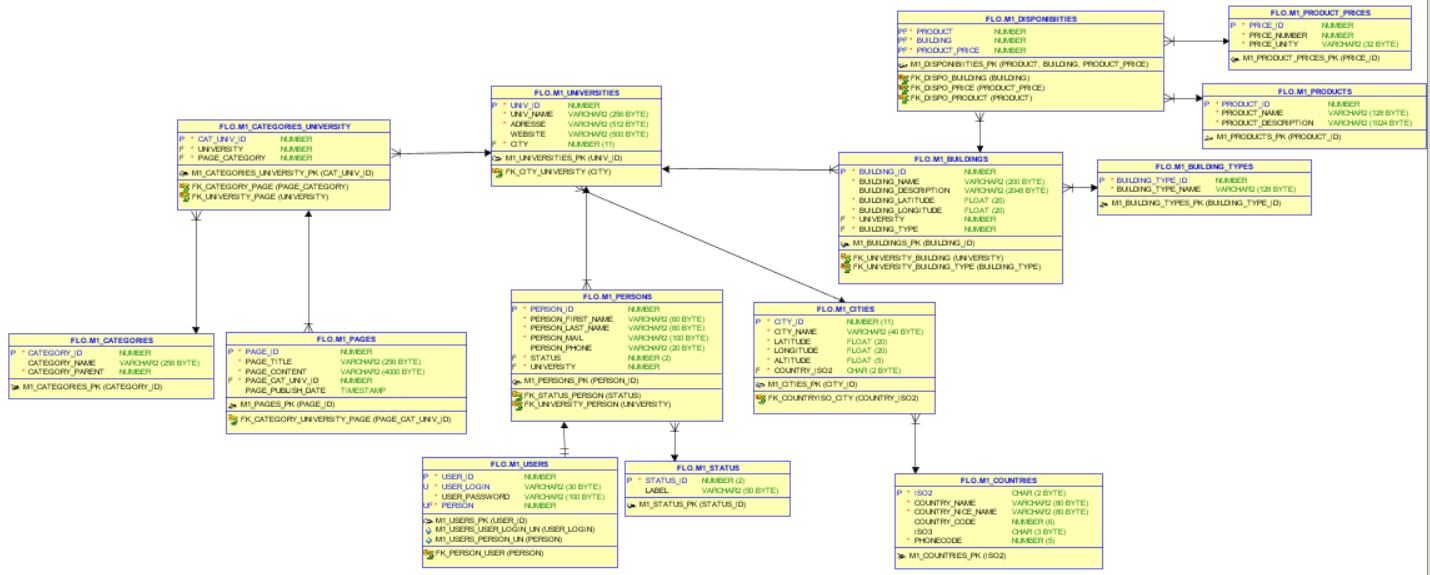 FLO.M1_DISPONIBIITIES
PF * PRODUCT NUMBER
PF * BUILDING NUMBER
PF * PRODUCT_PRICE NUMBER
M1_DISPONIBIITIES_PK (PRODUCT, BUILDING, PRODUCT_PRICE)
FK_DISPO_BUILDING (BUILDING)
FK_DISPO_PRICE (PRODUCT_PRICE)
FK_DISPO_PRODUCT (PRODUCT)
FLO.M1_PRODUCT_PRICES
P * PRICE_ID NUMBER
* PRICE_NUMBER NUMBER
* PRICE_UNITY VARCHAR2 (32 BYTE)
M1_PRODUCT_PRICES_PK (PRICE_ID)
FLO.M1_PRODUCTS
P * PRODUCT_ID NUMBER
* PRODUCT_NAME VARCHAR2 (128 BYTE)
* PRODUCT_DESCRIPTION VARCHAR2 (1024 BYTE)
M1_PRODUCTS_PK (PRODUCT_ID)
FLO.M1_UNIVERSITIES
P * UNIV_ID NUMBER
* UNIV_NAME VARCHAR2 (256 BYTE)
* ADRESSE VARCHAR2 (512 BYTE)
WEBSITE VARCHAR2 (500 BYTE)
F * CITY NUMBER (11)
M1_UNIVERSITIES_PK (UNIV_ID)
FK_CITY_UNIVERSITY (CITY)
FLO.M1_CATEGORIES_UNIVERSITY
P * CAT_UNIV_ID NUMBER
F * UNIVERSITY NUMBER
F * PAGE_CATEGORY NUMBER
M1_CATEGORIES_UNIVERSITY_PK (CAT_UNIV_ID)
FK_CATEGORY_PAGE (PAGE_CATEGORY)
FK_UNIVERSITY_PAGE (UNIVERSITY)
FLO.M1_BUILDINGS
P * BUILDING_ID NUMBER
* BUILDING_NAME VARCHAR2 (200 BYTE)
BUILDING_DESCRIPTION VARCHAR2 (2048 BYTE)
* BUILDING_LATITUDE FLOAT (20)
* BUILDING_LONGITUDE FLOAT (20)
F * UNIVERSITY NUMBER
F * BUILDING_TYPE NUMBER
M1_BUILDINGS_PK (BUILDING_ID)
FK_UNIVERSITY_BUILDING (UNIVERSITY)
FK_UNIVERSITY_BUILDING_TYPE (BUILDING_TYPE)
FLO.M1_BUILDING_TYPES
P * BUILDING_TYPE_ID NUMBER
* BUILDING_TYPE_NAME VARCHAR2 (128 BYTE)
M1_BUILDING_TYPES_PK (BUILDING_TYPE_ID)
FLO.M1_PERSONS
P * PERSON_ID NUMBER
* PERSON_FIRST_NAME VARCHAR2 (60 BYTE)
* PERSON_LAST_NAME VARCHAR2 (60 BYTE)
* PERSON_MAIL VARCHAR2 (100 BYTE)
PERSON_PHONE VARCHAR2 (20 BYTE)
F * STATUS NUMBER (2)
F * UNIVERSITY NUMBER
M1_PERSONS_PK (PERSON_ID)
FK_STATUS_PERSON (STATUS)
FK_UNIVERSITY_PERSON (UNIVERSITY)
FLO.M1_CITIES
P * CITY_ID NUMBER (11)
* CITY_NAME VARCHAR2 (40 BYTE)
* LATITUDE FLOAT (20)
* LONGITUDE FLOAT (20)
* ALTITUDE FLOAT (5)
F * COUNTRY_ISO2 CHAR (2 BYTE)
M1_CITIES_PK (CITY_ID)
FK_COUNTRYISO_CITY (COUNTRY_ISO2)
FLO.M1_CATEGORIES
P * CATEGORY_ID NUMBER
CATEGORY_NAME VARCHAR2 (256 BYTE)
* CATEGORY_PARENT NUMBER
M1_CATEGORIES_PK (CATEGORY_ID)
FLO.M1_PAGES
P * PAGE_ID NUMBER
* PAGE_TITLE VARCHAR2 (256 BYTE)
* PAGE_CONTENT VARCHAR2 (4000 BYTE)
F * PAGE_CAT_UNIV_ID NUMBER
PAGE_PUBLISH_DATE TIMESTAMP
M1_PAGES_PK (PAGE_ID)
FK_CATEGORY_UNIVERSITY_PAGE (PAGE_CAT_UNIV_ID)
FLO.M1_USERS
P * USER_ID NUMBER
U * USER_LOGIN VARCHAR2 (30 BYTE)
* USER_PASSWORD VARCHAR2 (100 BYTE)
UF * PERSON NUMBER
M1_USERS_PK (USER_ID)
M1_USERS_USER_LOGIN_UN (USER_LOGIN)
M1_USERS_PERSON_UN (PERSON)
FK_PERSON_USER (PERSON)
FLO.M1_STATUS
P * STATUS_ID NUMBER (2)
LABEL VARCHAR2 (50 BYTE)
M1_STATUS_PK (STATUS_ID)
FLO.M1_COUNTRIES
P * ISO2 CHAR (2 BYTE)
* COUNTRY_NAME VARCHAR2 (80 BYTE)
* COUNTRY_NICE_NAME VARCHAR2 (80 BYTE)
COUNTRY_CODE NUMBER (6)
ISO3 CHAR (3 BYTE)
* PHONECODE NUMBER (5)
M1_COUNTRIES_PK (ISO2)